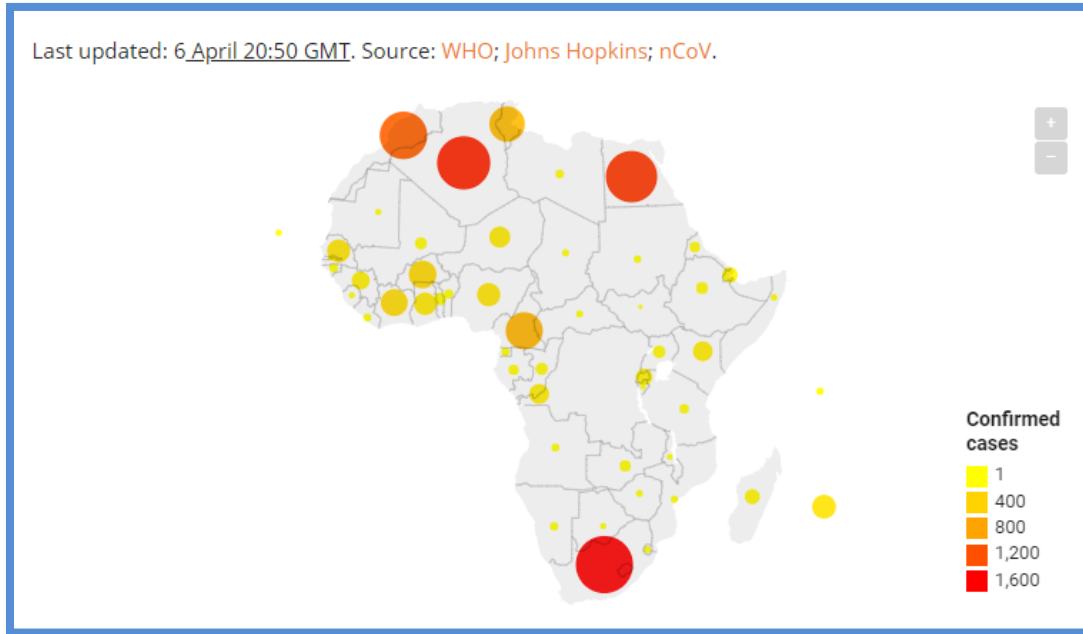 Last updated: 6 April 20:50 GMT. Source: WHO; Johns Hopkins; nCoV.
+
−
Confirmed
cases
1
400
800
1,200
1,600